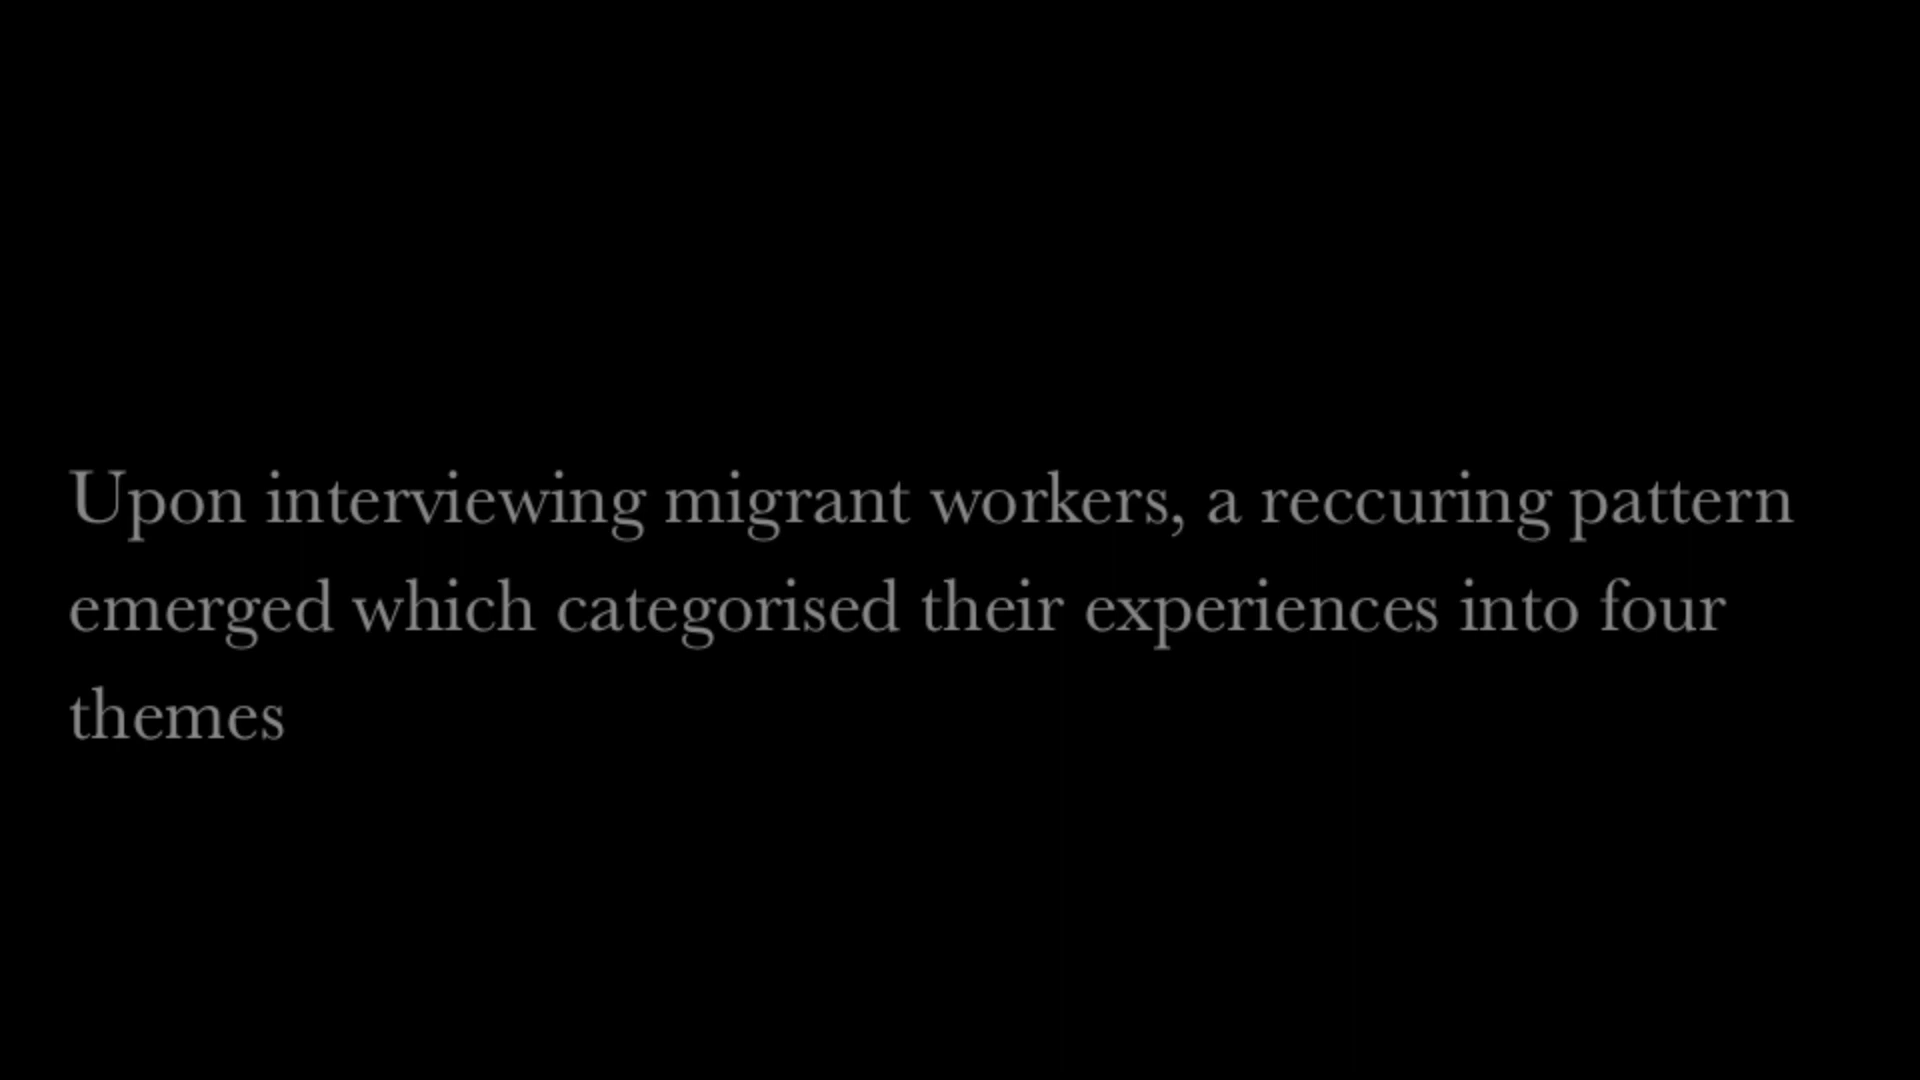 Upon interviewing migrant workers, a reccuring pattern
emerged which categorised their experiences into four
themes